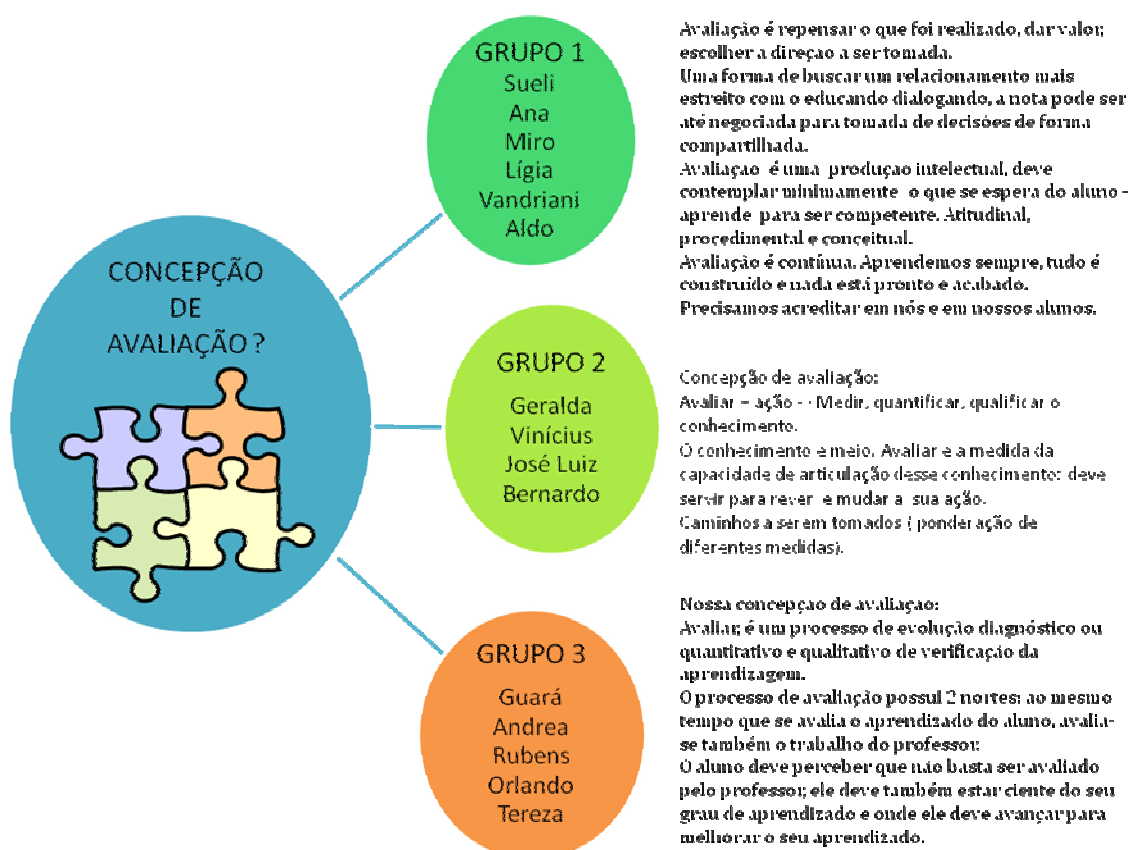 CONCEPÇÃO
DE
AVALIAÇÃO ?
GRUPO 1
Sueli
Ana
Miro
Lígia
Vandriani
Aldo
Avaliação é repensar o que foi realizado, dar valor,
escolher a direção a ser tomada.
Uma forma de buscar um relacionamento mais
estreito com o educando dialogando, a nota pode ser
até negociada para tomada de decisões de forma
compartilhada.
Avaliação é uma produção intelectual, deve
contemplar minimamente o que se espera do aluno –
aprende para ser competente. Atitudinal,
procedimental e conceitual.
Avaliação é contínua. Aprendemos sempre, tudo é
construído e nada está pronto e acabado.
Precisamos acreditar em nós e em nossos alunos.
GRUPO 2
Geralda
Vinícius
José Luiz
Bernardo
Concepção de avaliação:
Avaliar – ação - - Medir, quantificar, qualificar o
conhecimento.
O conhecimento e meio. Avaliar e a medida da
capacidade de articulação desse conhecimento: deve
servir para rever e mudar a sua ação.
Caminhos a serem tomados ( ponderação de
diferentes medidas).
GRUPO 3
Guará
Andrea
Rubens
Orlando
Tereza
Nossa concepção de avaliação:
Avaliar, é um processo de evolução diagnóstico ou
quantitativo e qualitativo de verificação da
aprendizagem.
O processo de avaliação possui 2 nortes: ao mesmo
tempo que se avalia o aprendizado do aluno, avalia-
se também o trabalho do professor.
O aluno deve perceber que não basta ser avaliado
pelo professor, ele deve também estar ciente do seu
grau de aprendizado e onde ele deve avançar para
melhorar o seu aprendizado.